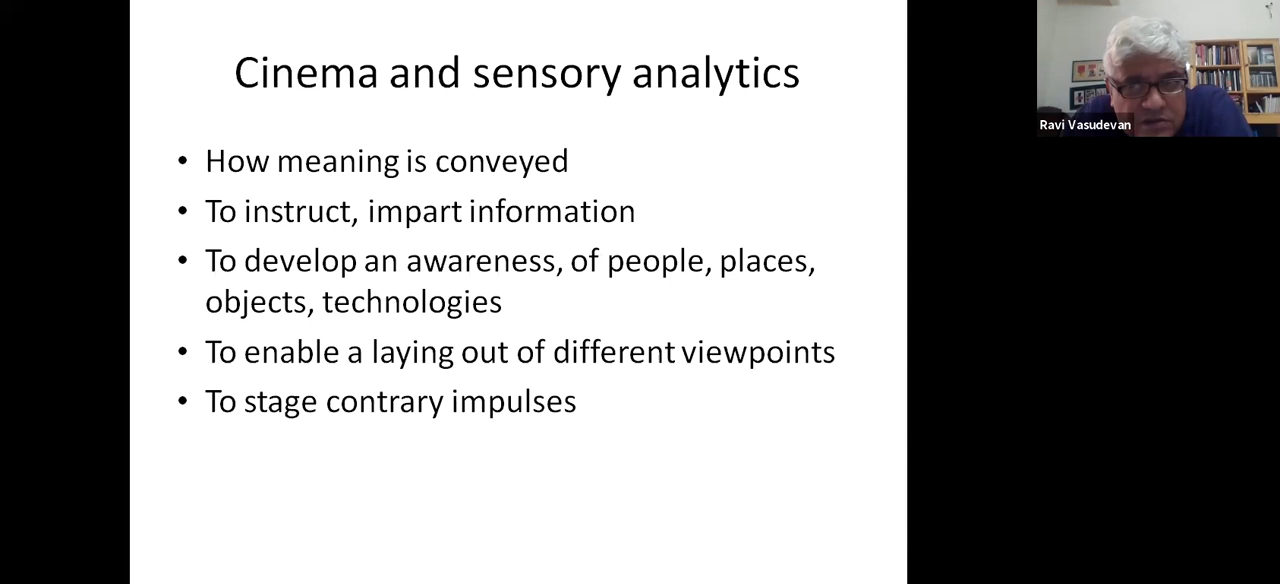 Cinema and sensory analytics
• How meaning is conveyed
• To instruct, impart information
• To develop an awareness, of people, places,
objects, technologies
• To enable a laying out of different viewpoints
• To stage contrary impulses
Ravi Vasudevan